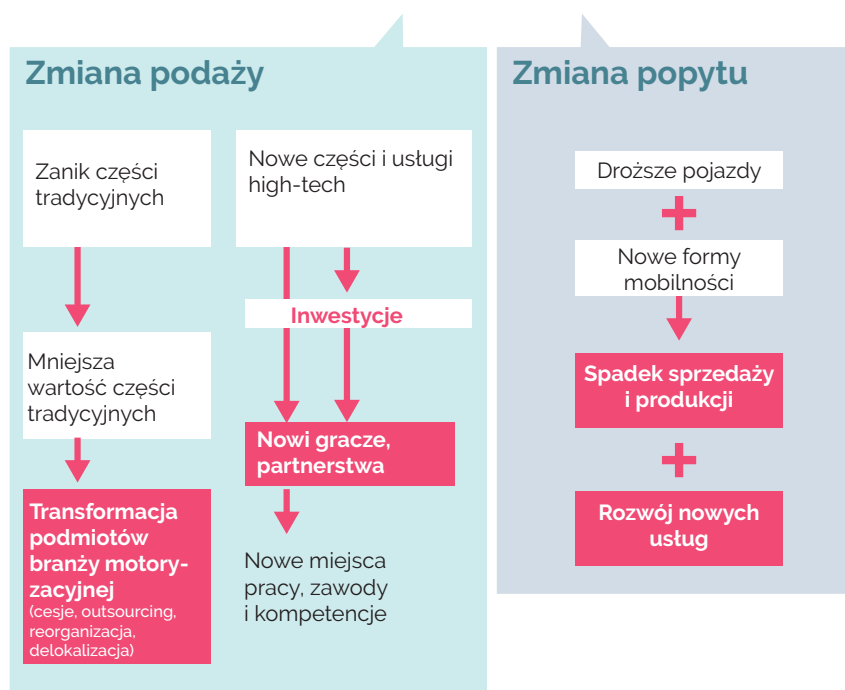 Zmiana podaży
Zanik części
tradycyjnych
Mniejsza
wartość części
tradycyjnych
Transformacja
podmiotów
branży motory-
zacyjnej
(cesje, outsourcing,
reorganizacja,
delokalizacja)
Nowe części i usługi
high-tech
Inwestycje
Nowi gracze,
partnerstwa
Nowe miejsca
pracy, zawody
i kompetencje
Zmiana popytu
Droższe pojazdy
+
Nowe formy
mobilności
Spadek sprzedaży
i produkcji
+
Rozwój nowych
usług